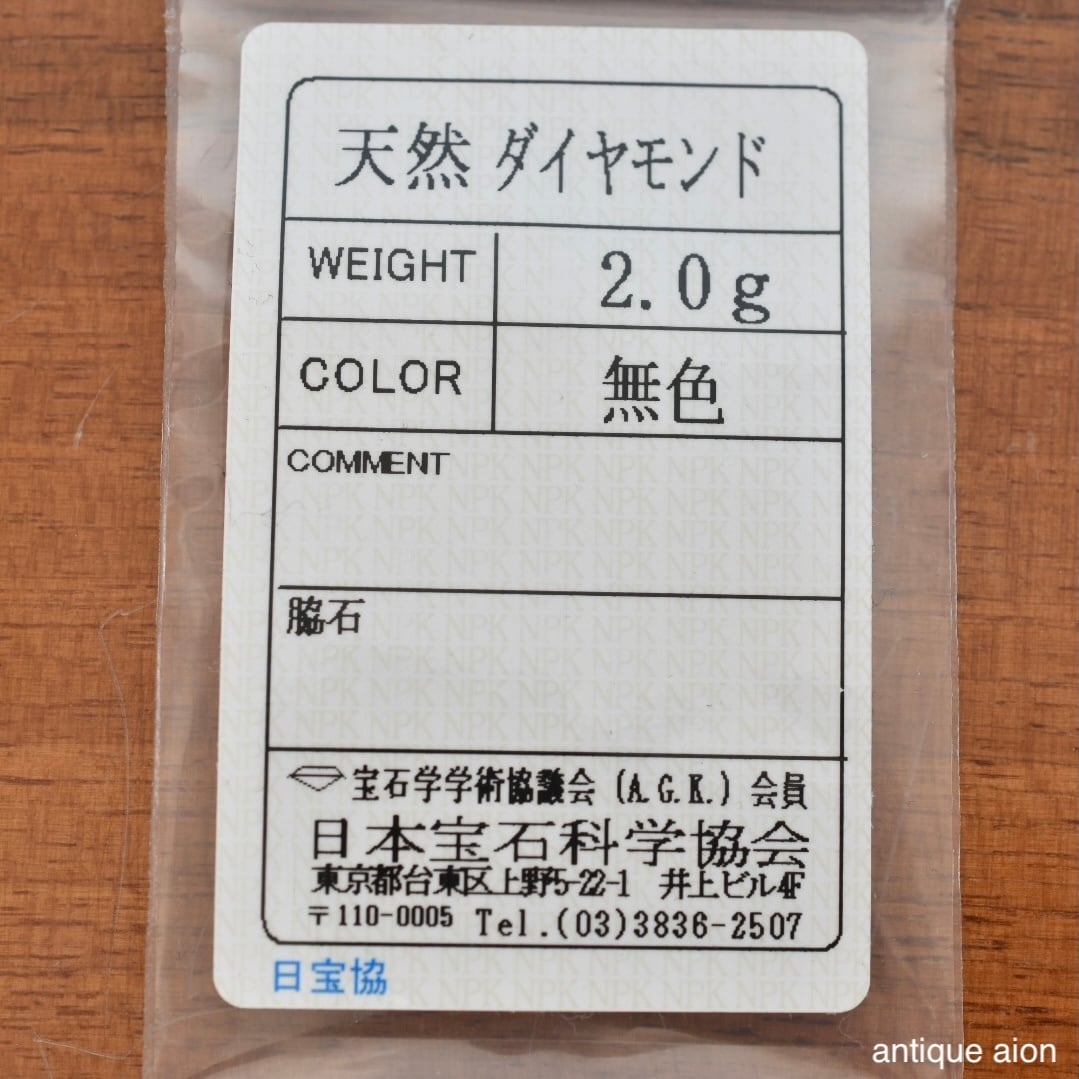 天然 ダイヤモンド
WEIGHT 2.0g
COLOR 無色
COMMENT
脇石
宝石学学術協議会 (A.G.K.) 会員
日本宝石科学協会
東京都台東区上野5-22-1 井上ビル4F
〒110-0005 Tel.(03)3836-2507
日宝協
antique aion